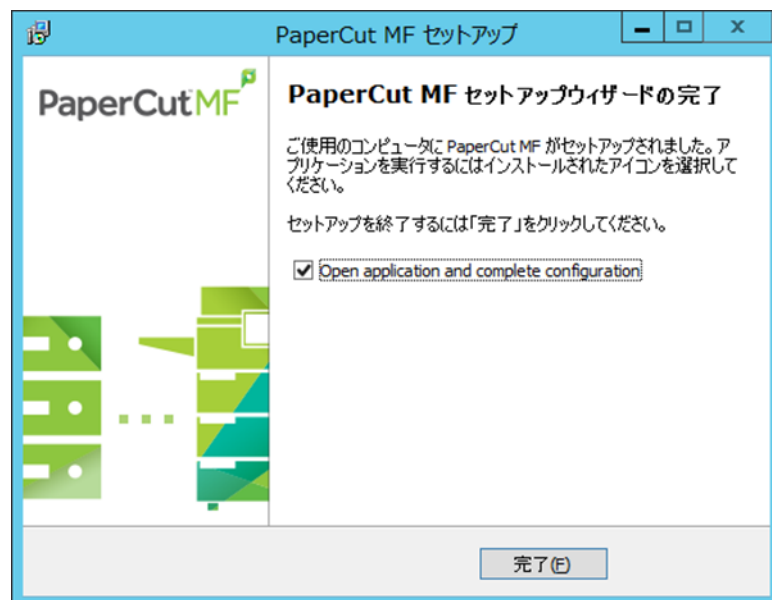 PaperCut MF セットアップ
PaperCut MF
PaperCut MF セットアップウィザードの完了
ご使用のコンピュータに PaperCut MF がセットアップされました。ア
プリケーションを実行するにはインストールされたアイコンを選択して
ください。
セットアップを終了するには「完了」をクリックしてください。
Open application and complete configuration
完了(F)